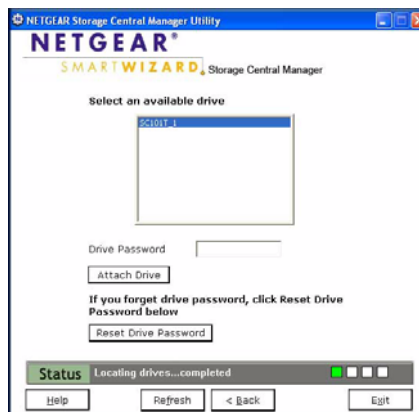 NETGEAR Storage Central Manager Utility
NETGEAR®
SMARTWIZARD Storage Central Manager
Select an available drive
SC101T_1
Drive Password
Attach Drive
If you forget drive password, click Reset Drive
Password below
Reset Drive Password
Status Locating drives...completed
Help Refresh < Back Exit